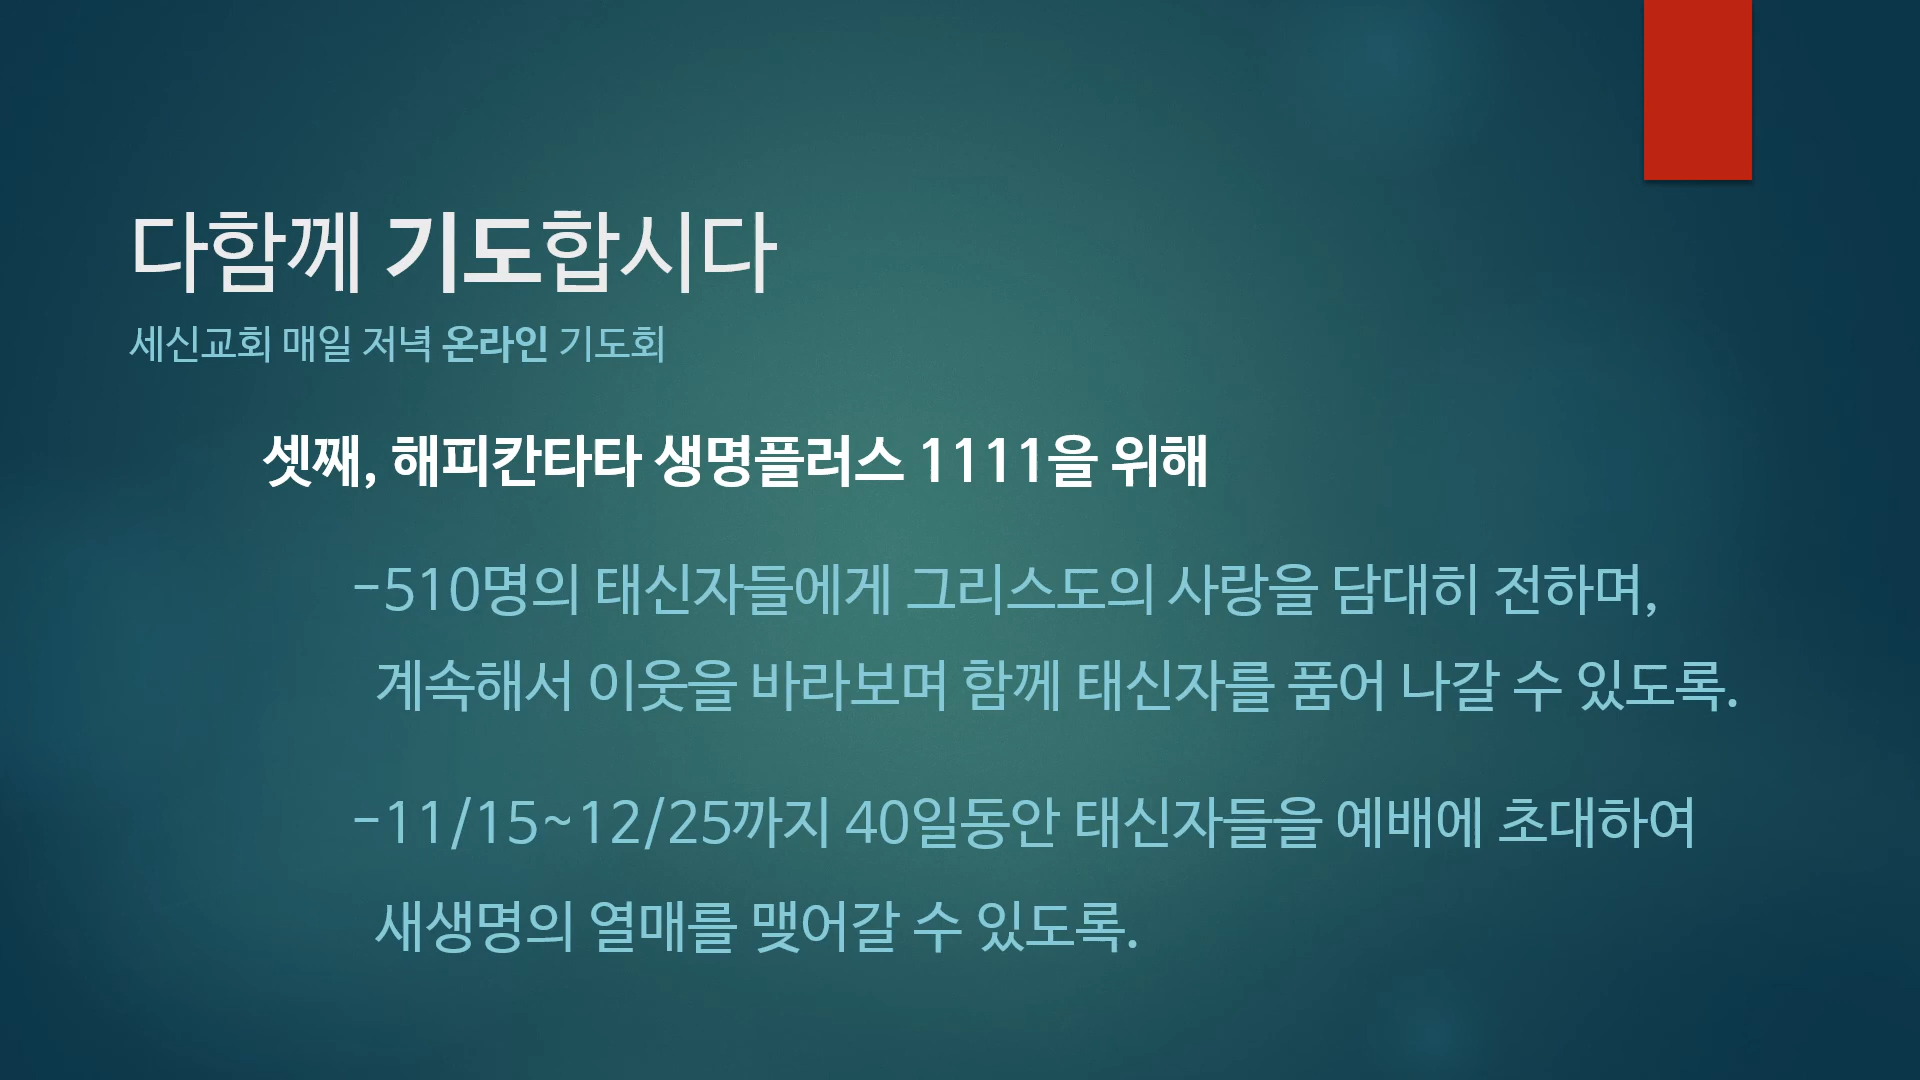 다함께 기도합시다
세신교회 매일 저녁 온라인 기도회
셋째, 해피칸타타 생명플러스 1111을 위해
-510명의 태신자들에게 그리스도의 사랑을 담대히 전하며,
계속해서 이웃을 바라보며 함께 태신자를 품어 나갈 수 있도록.
-11/15~12/25까지 40일동안 태신자들을 예배에 초대하여
새생명의 열매를 맺어갈 수 있도록.